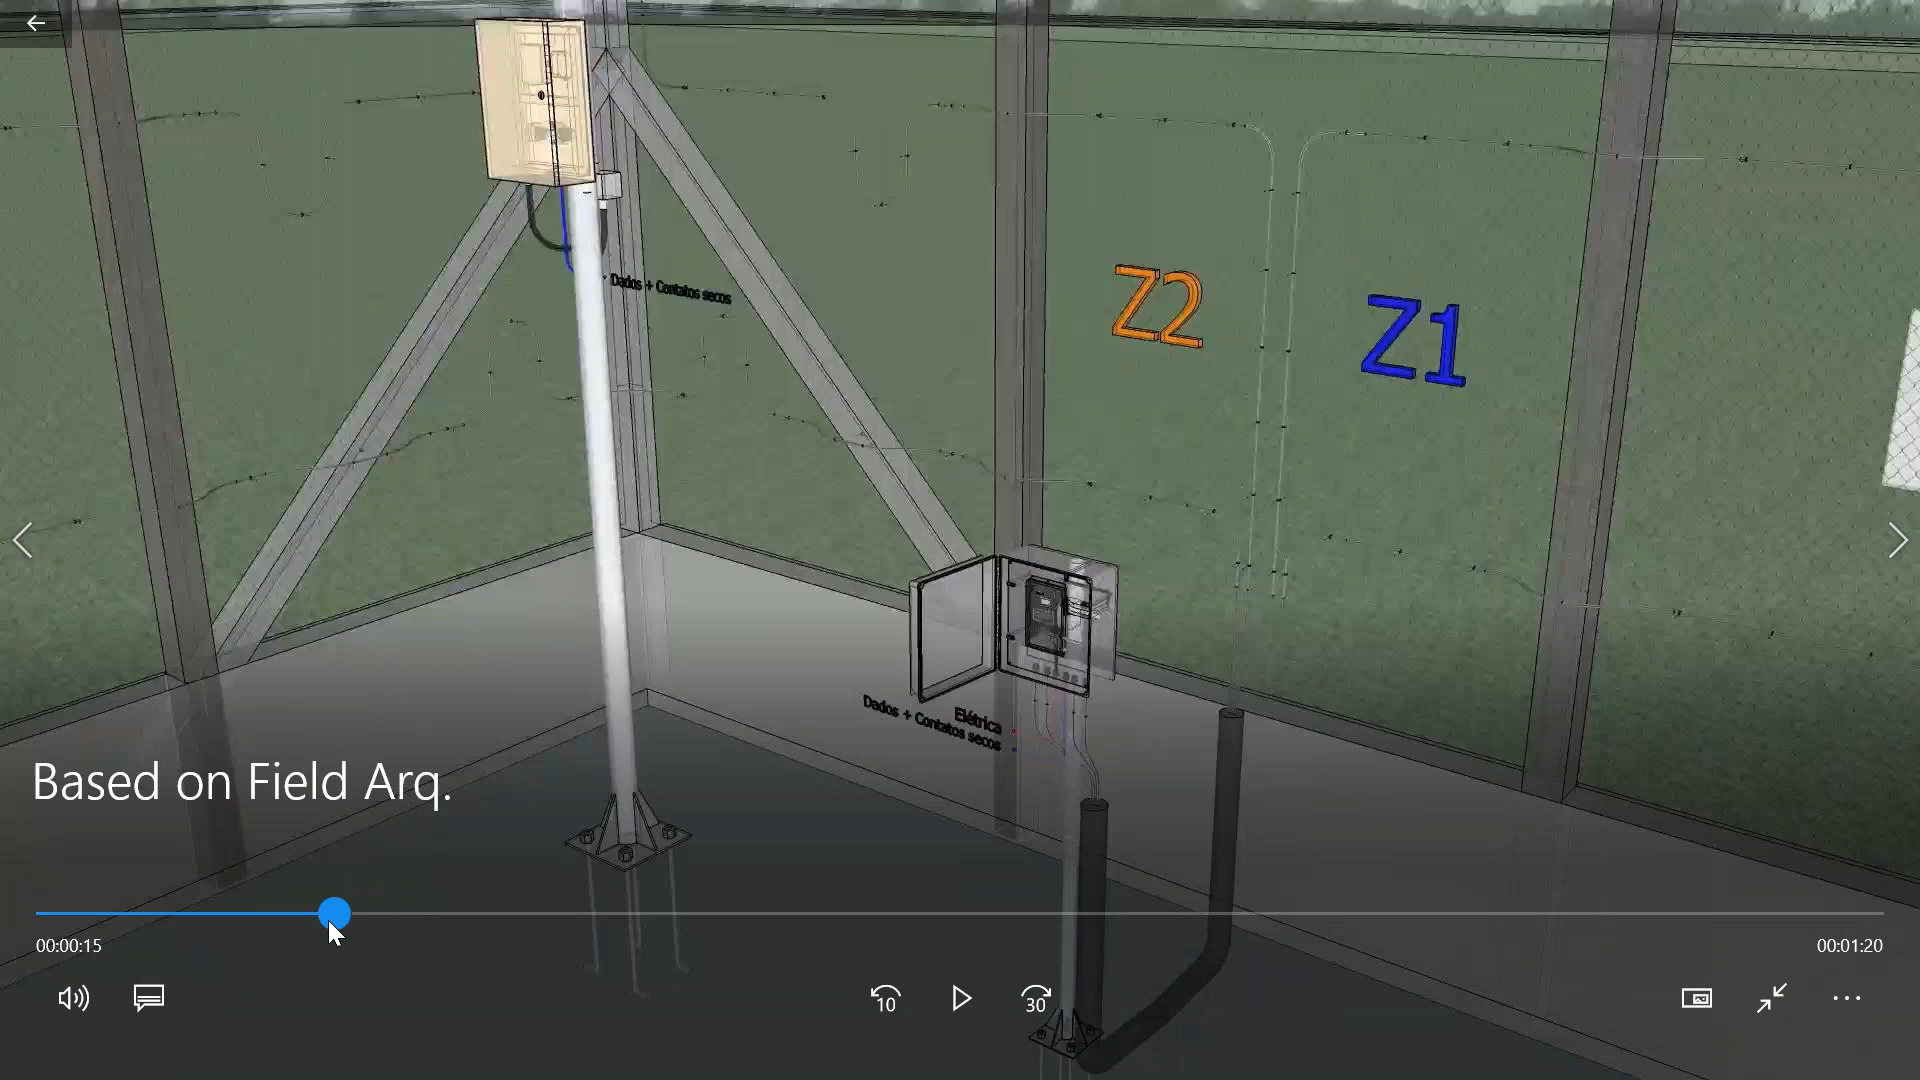 Dados + Contatos secos
Z2
Z1
Elétrica
Dados + Contatos secos
Based on Field Arq.
00:00:15
00:01:20
10
30